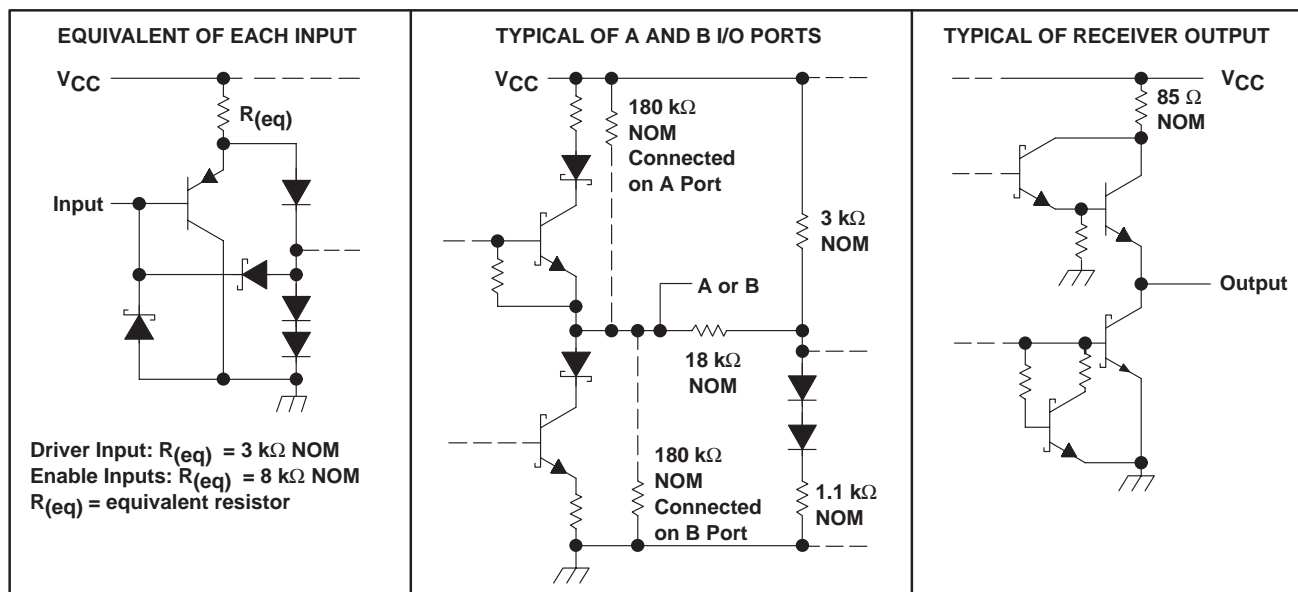 EQUIVALENT OF EACH INPUT
VCC
R(eq)
Input
Driver Input: R(eq) = 3 kΩ NOM
Enable Inputs: R(eq) = 8 kΩ NOM
R(eq) = equivalent resistor
TYPICAL OF A AND B I/O PORTS
VCC
180 kΩ
NOM
Connected
on A Port
3 kΩ
NOM
A or B
18 kΩ
NOM
180 kΩ
NOM
Connected
on B Port
1.1 kΩ
NOM
TYPICAL OF RECEIVER OUTPUT
VCC
85 Ω
NOM
Output